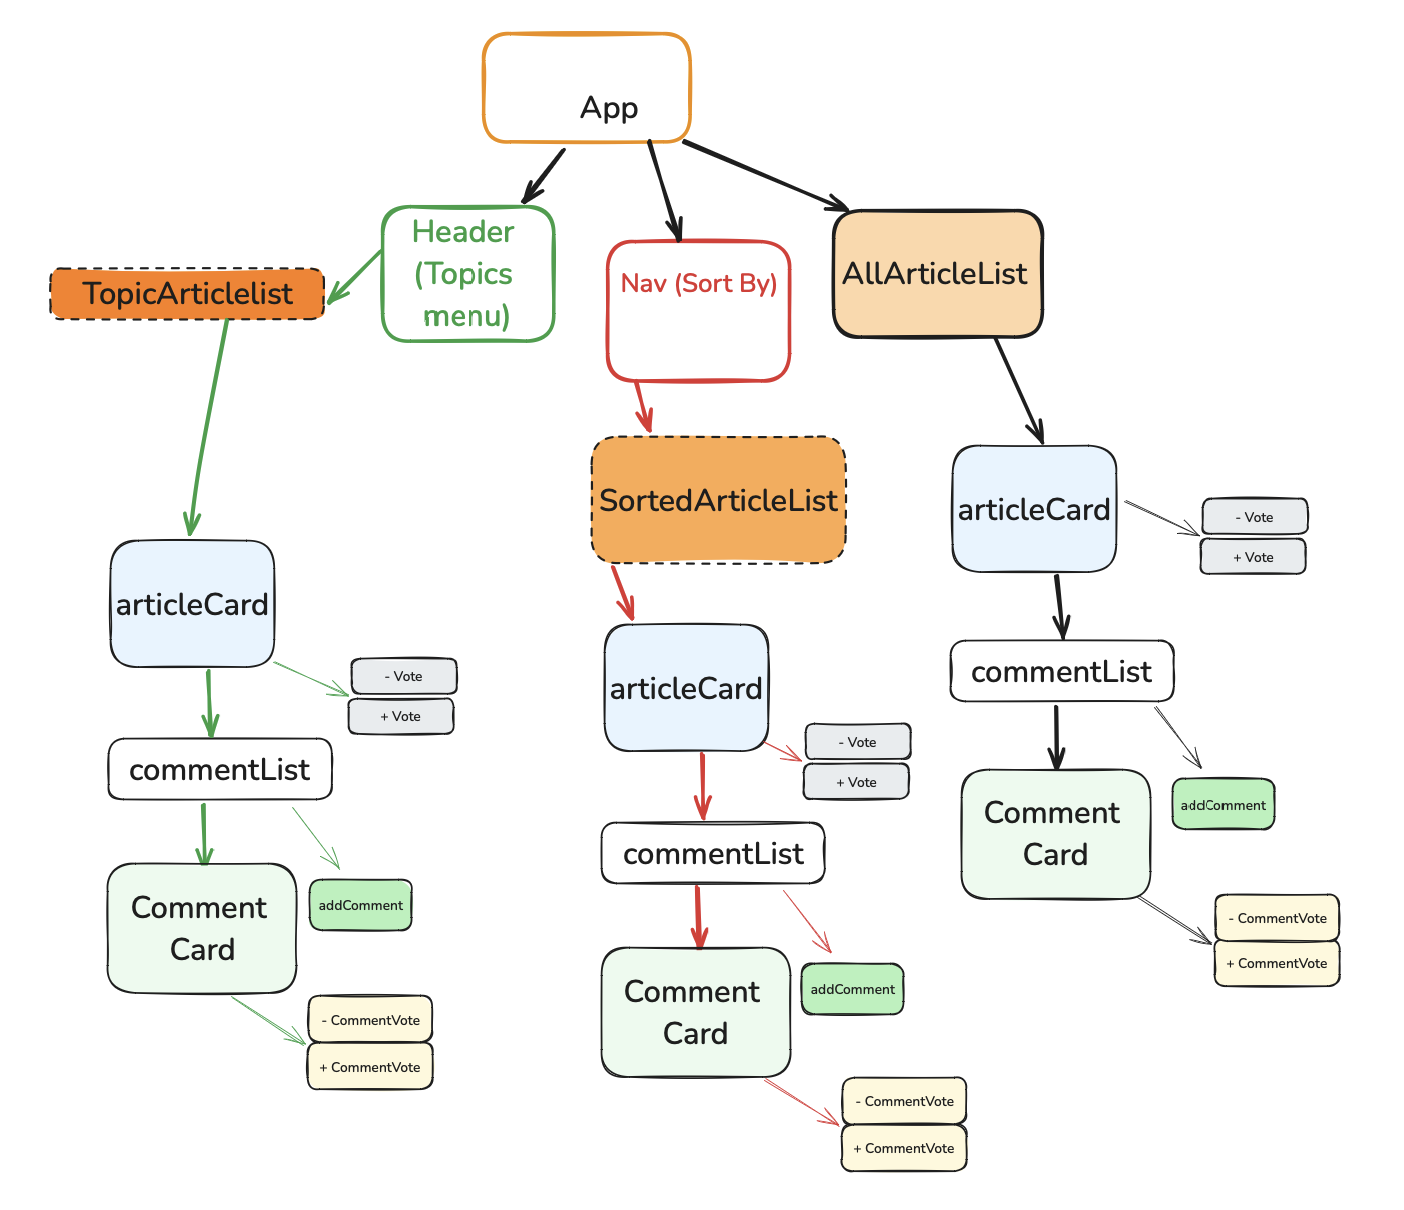 App
Header
(Topics
menu)
Nav (Sort By)
AllArticleList
TopicArticlelist
SortedArticleList
articleCard
- Vote
+ Vote
articleCard
- Vote
+ Vote
articleCard
- Vote
+ Vote
commentList
commentList
commentList
Comment
Card
addComment
Comment
Card
addComment
Comment
Card
addComment
- CommentVote
+ CommentVote
- CommentVote
+ CommentVote
- CommentVote
+ CommentVote